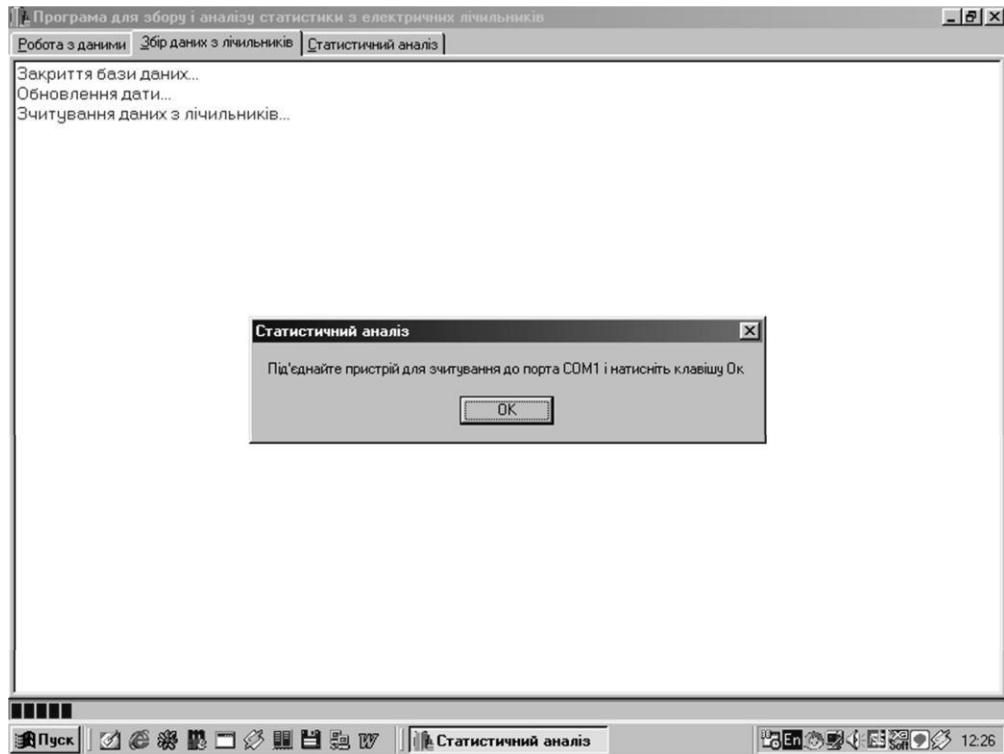 Програма для збору і аналізу статистики з електричних лічильників
Робота з даними Збір даних з лічильників Статистичний аналіз
Закриття бази даних...
Обновлення дати...
Зчитування даних з лічильників...
Статистичний аналіз
Під'єднайте пристрій для зчитування до порта COM1 і натисніть клавішу Ок
OK
Пуск Статистичний аналіз En 12:26